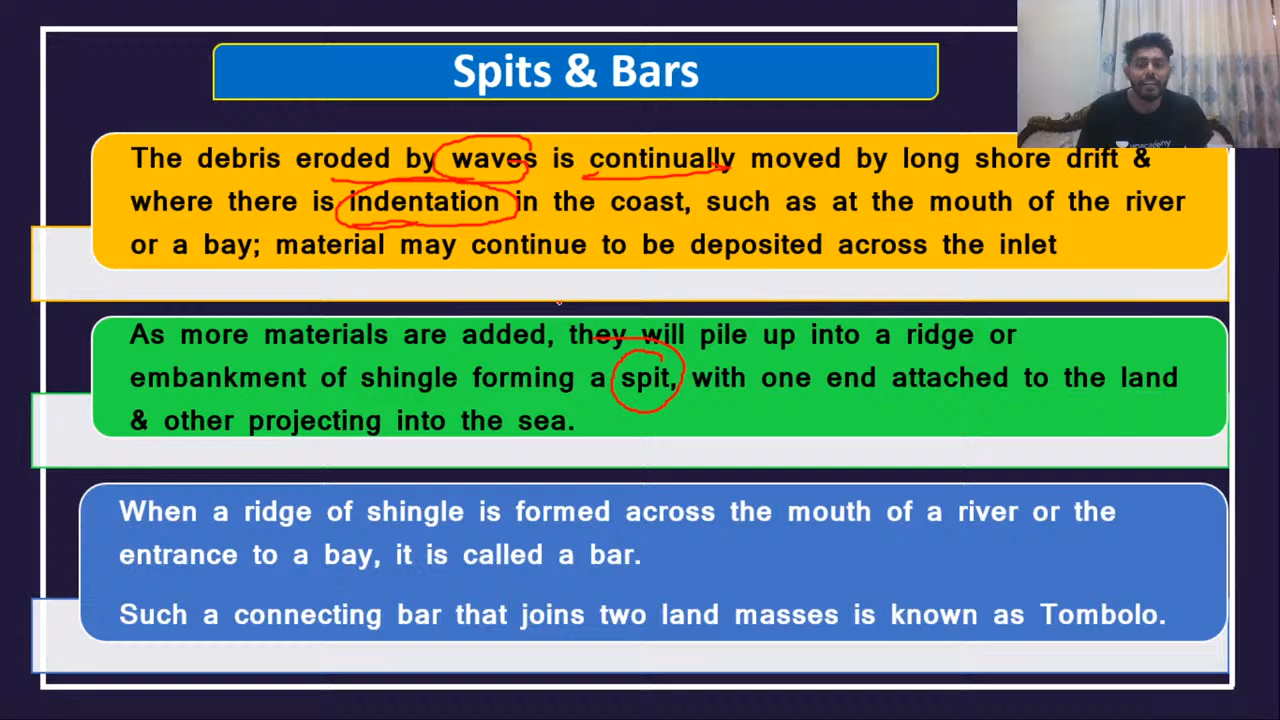 Spits & Bars
The debris eroded by waves is continually moved by long shore drift &
where there is indentation in the coast, such as at the mouth of the river
or a bay; material may continue to be deposited across the inlet
As more materials are added, they will pile up into a ridge or
embankment of shingle forming a spit, with one end attached to the land
& other projecting into the sea.
When a ridge of shingle is formed across the mouth of a river or the
entrance to a bay, it is called a bar.
Such a connecting bar that joins two land masses is known as Tombolo.